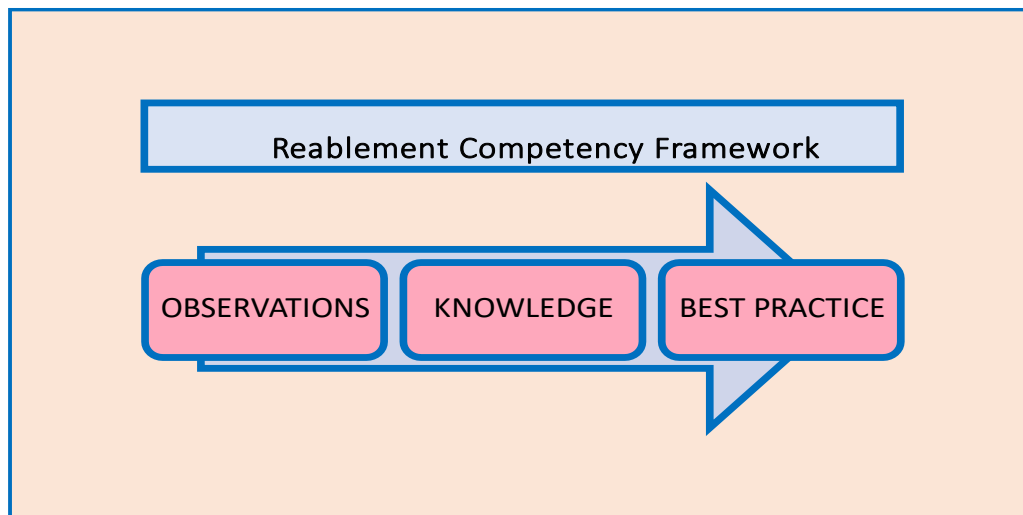 Reablement Competency Framework
OBSERVATIONS
KNOWLEDGE
BEST PRACTICE